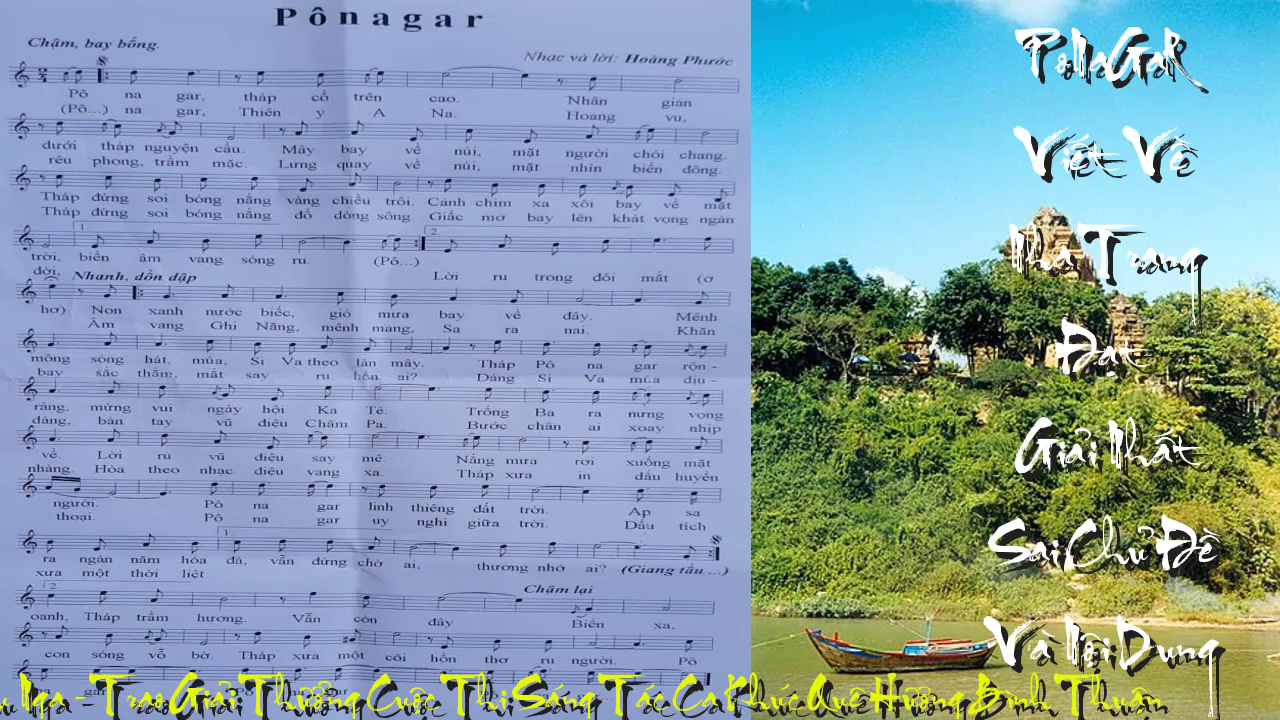 Pônagar
Chậm, bay bổng.
Nhạc và lời: Hoàng Phước
Pô na gar, tháp cổ trên cao. Nhân gian
(Pô...) na gar, Thiên y A Na. Hoang vu,
dưới tháp nguyện cầu. Mây bay về núi, mặt người chói chang.
rêu phong, trầm mặc. Lưng quay về núi, mặt nhìn biển đông.
Tháp đứng soi bóng nắng vàng chiều trôi. Cánh chim xa xôi bay về mặt
Tháp đứng soi bóng nắng đổ dòng sông. Giấc mơ bay lên khát vọng ngàn
1.
2.
trời, biển âm vang sóng ru. (Pô...)
đời, Lời ru trong đôi mắt (ơ
Nhanh, dồn dập
hơ) Non xanh nước biếc, gió mưa bay về đây. Mênh
Âm vang Ghi Năng, mênh mang, Sa ra nai. Khăn
mông sóng hát, múa, Si Va theo lân mây. Tháp Pô na gar rộn -
bay sắc thắm, mắt say ru hồn ai? Dáng Si Va múa dịu -
ràng. mừng vui ngày hội Ka Tê. Trống Ba ra nưng vọng
dàng, bàn tay vũ điệu Chăm Pa. Bước chân ai xoay nhịp
về. Lời ru vũ điệu say mê. Nắng mưa rơi xuống mặt
nhàng. Hòa theo nhạc điệu vang xa. Tháp xưa in dấu huyền
người. Pô na gar linh thiêng đất trời. Ap sa
thoại. Pô na gar uy nghi giữa trời. Dấu tích
1.
ra ngàn năm hóa đá, vẫn đứng chờ ai, thương nhớ ai? (Giang tấu ...)
xưa một thời liệt
2.
Chậm lại
oanh, Tháp trầm hương. Vẫn còn đây Biển xa,
con sóng vỗ bờ. Tháp xưa một cõi hồn thơ ru người. Pô
PoNaGaR
Viết Về
Nha Trang
Đạt
Giải Nhất
Sai Chủ Đề
Và Nội Dung
Nga - Trao Giải Thưởng Cuộc Thi Sáng Tác Ca Khúc Quê Hương Bình Thuận